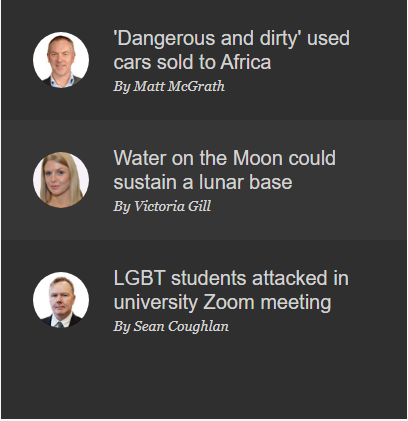 'Dangerous and dirty' used
cars sold to Africa
By Matt McGrath
Water on the Moon could
sustain a lunar base
By Victoria Gill
LGBT students attacked in
university Zoom meeting
By Sean Coughlan